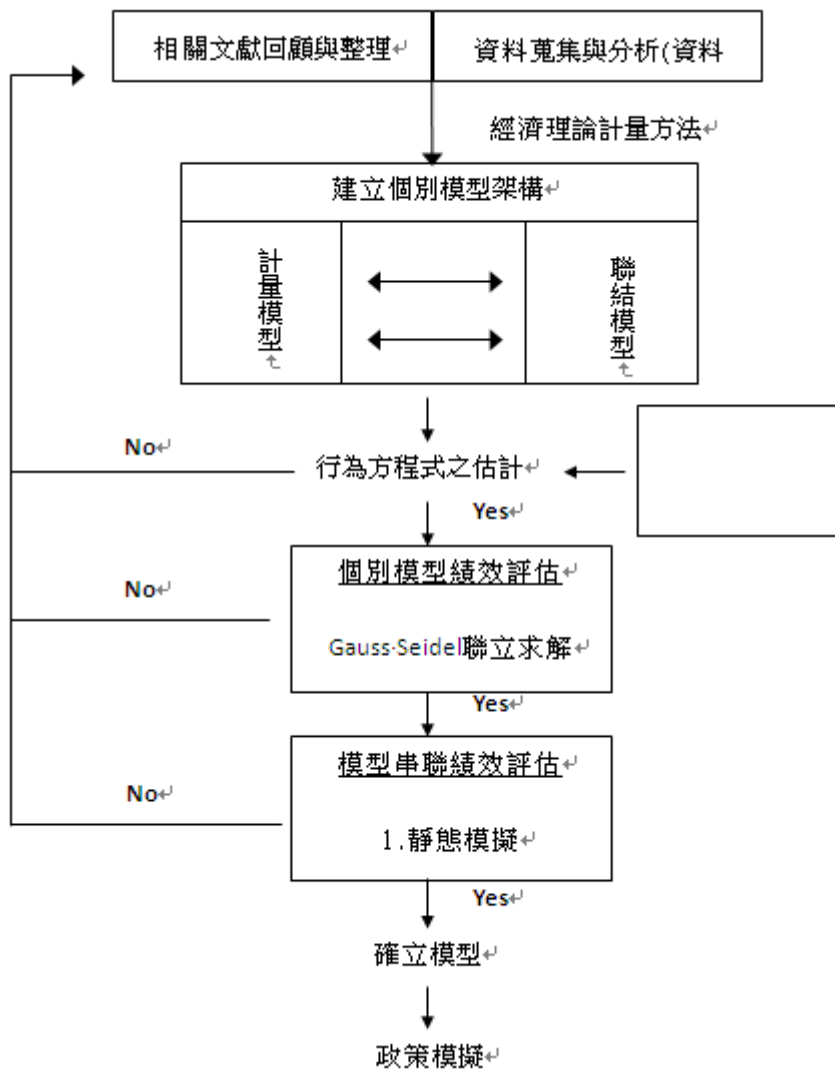 相關文獻回顧與整理↵
資料蒐集與分析(資料
經濟理論計量方法↵
建立個別模型架構↵
計量模型↵
聯結模型↵
No↵
行為方程式之估計↵
Yes↵
No↵
個別模型績效評估↵
Gauss-Seidel聯立求解↵
Yes↵
No↵
模型串聯績效評估↵
1.靜態模擬↵
Yes↵
確立模型↵
政策模擬↵